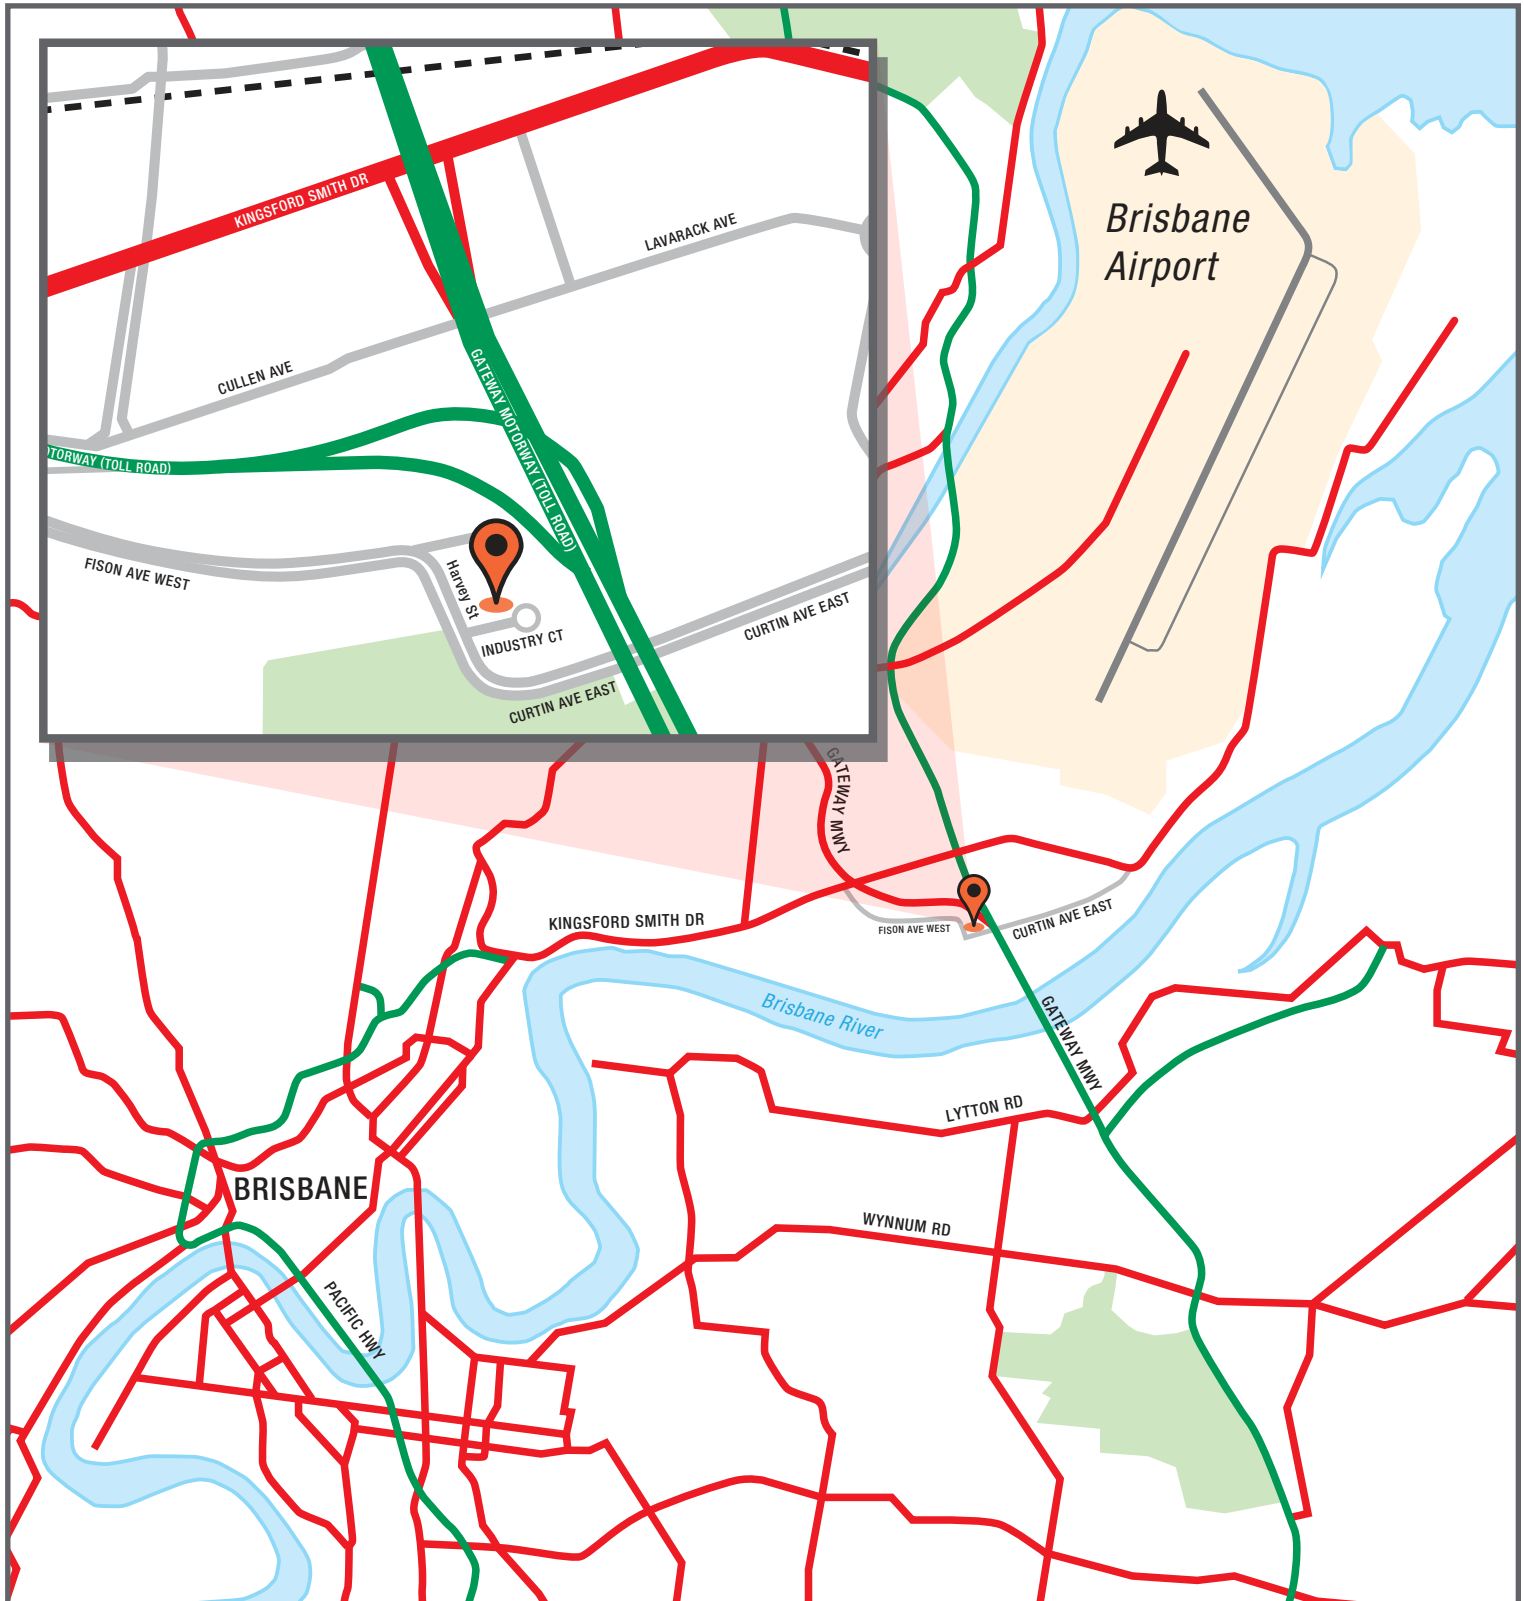 KINGSFORD SMITH DR
LAVARACK AVE
CULLEN AVE
GATEWAY MOTORWAY (TOLL ROAD)
OTORWAY (TOLL ROAD)
FISON AVE WEST
Harvey St
INDUSTRY CT
CURTIN AVE EAST
CURTIN AVE EAST
Brisbane
Airport
GATEWAY MWY
KINGSFORD SMITH DR
FISON AVE WEST
CURTIN AVE EAST
Brisbane River
GATEWAY MWY
LYTTON RD
BRISBANE
WYNNUM RD
PACIFIC HWY